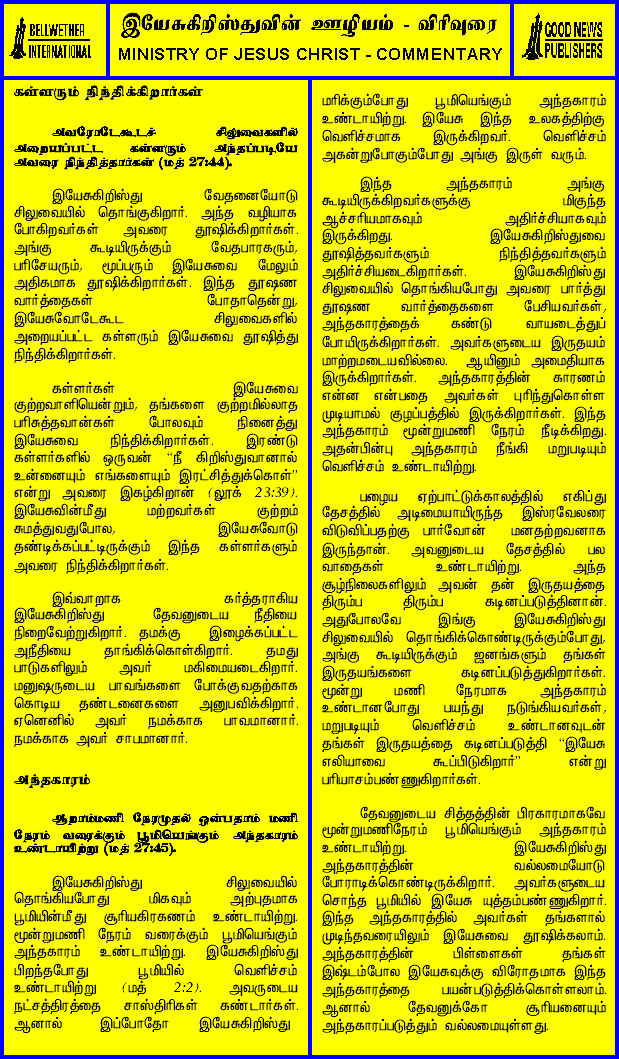 BELLWETHER
INTERNATIONAL
இயேசுகிறிஸ்துவின் ஊழியம் - விரிவுரை
MINISTRY OF JESUS CHRIST - COMMENTARY
GOOD NEWS
PUBLISHERS
கள்ளரும் நிந்திக்கிறார்கள்
அவரோடேகூடச் சிலுவைகளில்
அறையப்பட்ட கள்ளரும் அந்தப்படியே
அவரை நிந்தித்தார்கள் (மத் 27:44).
இயேசுகிறிஸ்து வேதனையோடு
சிலுவையில் தொங்குகிறார். அந்த வழியாக
போகிறவர்கள் அவரை தூஷிக்கிறார்கள்.
அங்கு கூடியிருக்கும் வேதபாரகரும்,
பரிசேயரும், மூப்பரும் இயேசுவை மேலும்
அதிகமாக தூஷிக்கிறார்கள். இந்த தூஷண
வார்த்தைகள் போதாதென்று,
இயேசுவோடேகூட சிலுவைகளில்
அறையப்பட்ட கள்ளரும் இயேசுவை தூஷித்து
நிந்திக்கிறார்கள்.
கள்ளர்கள் இயேசுவை
குற்றவாளியென்றும், தங்களை குற்றமில்லாத
பரிசுத்தவான்கள் போலவும் நினைத்து
இயேசுவை நிந்திக்கிறார்கள். இரண்டு
கள்ளர்களில் ஒருவன் “நீ கிறிஸ்துவானால்
உன்னையும் எங்களையும் இரட்சித்துக்கொள்”
என்று அவரை இகழ்கிறான் (லூக் 23:39).
இயேசுவின்மீது மற்றவர்கள் குற்றம்
சுமத்துவதுபோல, இயேசுவோடு
தண்டிக்கப்பட்டிருக்கும் இந்த கள்ளர்களும்
அவரை நிந்திக்கிறார்கள்.
இவ்வாறாக கர்த்தராகிய
இயேசுகிறிஸ்து தேவனுடைய நீதியை
நிறைவேற்றுகிறார். தமக்கு இழைக்கப்பட்ட
அநீதியை தாங்கிக்கொள்கிறார். தமது
பாடுகளிலும் அவர் மகிமையடைகிறார்.
மனுஷருடைய பாவங்களை போக்குவதற்காக
கொடிய தண்டனைகளை அனுபவிக்கிறார்.
ஏனெனில் அவர் நமக்காக பாவமானார்.
நமக்காக அவர் சாபமானார்.
அந்தகாரம்
ஆறாம்மணி நேரமுதல் ஒன்பதாம் மணி
நேரம் வரைக்கும் பூமியெங்கும் அந்தகாரம்
உண்டாயிற்று (மத் 27:45).
இயேசுகிறிஸ்து சிலுவையில்
தொங்கியபோது மிகவும் அற்புதமாக
பூமியின்மீது சூரியகிரகணம் உண்டாயிற்று.
மூன்றுமணி நேரம் வரைக்கும் பூமியெங்கும்
அந்தகாரம் உண்டாயிற்று. இயேசுகிறிஸ்து
பிறந்தபோது பூமியில் வெளிச்சம்
உண்டாயிற்று (மத் 2:2). அவருடைய
நட்சத்திரத்தை சாஸ்திரிகள் கண்டார்கள்.
ஆனால் இப்போதோ இயேசுகிறிஸ்து
மரிக்கும்போது பூமியெங்கும் அந்தகாரம்
உண்டாயிற்று. இயேசு இந்த உலகத்திற்கு
வெளிச்சமாக இருக்கிறவர். வெளிச்சம்
அகன்றுபோகும்போது அங்கு இருள் வரும்.
இந்த அந்தகாரம் அங்கு
கூடியிருக்கிறவர்களுக்கு மிகுந்த
ஆச்சரியமாகவும் அதிர்ச்சியாகவும்
இருக்கிறது. இயேசுகிறிஸ்துவை
தூஷித்தவர்களும் நிந்தித்தவர்களும்
அதிர்ச்சியடைகிறார்கள். இயேசுகிறிஸ்து
சிலுவையில் தொங்கியபோது அவரை பார்த்து
தூஷண வார்த்தைகளை பேசியவர்கள்,
அந்தகாரத்தைக் கண்டு வாயடைத்துப்
போயிருக்கிறார்கள். அவர்களுடைய இருதயம்
மாற்றமடையவில்லை. ஆயினும் அமைதியாக
இருக்கிறார்கள். அந்தகாரத்தின் காரணம்
என்ன என்பதை அவர்கள் புரிந்துகொள்ள
முடியாமல் குழப்பத்தில் இருக்கிறார்கள். இந்த
அந்தகாரம் மூன்றுமணி நேரம் நீடிக்கிறது.
அதன்பின்பு அந்தகாரம் நீங்கி மறுபடியும்
வெளிச்சம் உண்டாயிற்று.
பழைய ஏற்பாட்டுக்காலத்தில் எகிப்து
தேசத்தில் அடிமையாயிருந்த இஸ்ரவேலரை
விடுவிப்பதற்கு பார்வோன் மனதற்றவனாக
இருந்தான். அவனுடைய தேசத்தில் பல
வாதைகள் உண்டாயிற்று. அந்த
சூழ்நிலைகளிலும் அவன் தன் இருதயத்தை
திரும்ப திரும்ப கடினப்படுத்தினான்.
அதுபோலவே இங்கு இயேசுகிறிஸ்து
சிலுவையில் தொங்கிக்கொண்டிருக்கும்போது,
அங்கு கூடியிருக்கும் ஜனங்களும் தங்கள்
இருதயங்களை கடினப்படுத்துகிறார்கள்.
மூன்று மணி நேரமாக அந்தகாரம்
உண்டானபோது பயந்து நடுங்கியவர்கள்,
மறுபடியும் வெளிச்சம் உண்டானவுடன்
தங்கள் இருதயத்தை கடினப்படுத்தி “இயேசு
எலியாவை கூப்பிடுகிறார்” என்று
பரியாசம்பண்ணுகிறார்கள்.
தேவனுடைய சித்தத்தின் பிரகாரமாகவே
மூன்றுமணிநேரம் பூமியெங்கும் அந்தகாரம்
உண்டாயிற்று. இயேசுகிறிஸ்து
அந்தகாரத்தின் வல்லமையோடு
போராடிக்கொண்டிருக்கிறார். அவர்களுடைய
சொந்த பூமியில் இயேசு யுத்தம்பண்ணுகிறார்.
இந்த அந்தகாரத்தில் அவர்கள் தங்களால்
முடிந்தவரையிலும் இயேசுவை தூஷிக்கலாம்.
அந்தகாரத்தின் பிள்ளைகள் தங்கள்
இஷ்டம்போல இயேசுவுக்கு விரோதமாக இந்த
அந்தகாரத்தை பயன்படுத்திக்கொள்ளலாம்.
ஆனால் தேவனுக்கோ சூரியனையும்
அந்தகாரப்படுத்தும் வல்லமையுள்ளது.